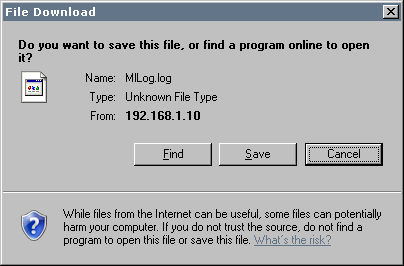 File Download
Do you want to save this file, or find a program online to open
it?
Name: MILog.log
Type: Unknown File Type
From: 192.168.1.10
Find Save Cancel
While files from the Internet can be useful, some files can potentially
harm your computer. If you do not trust the source, do not find a
program to open this file or save this file. What's the risk?